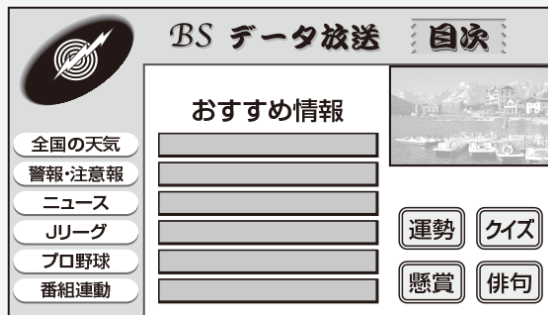 BS データ放送 目次
おすすめ情報
全国の天気
警報・注意報
ニュース
Jリーグ
プロ野球
番組連動
運勢 クイズ
懸賞 俳句